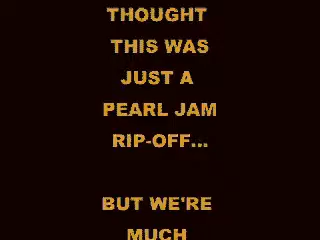 THOUGHT
THIS WAS
JUST A
PEARL JAM
RIP-OFF...
BUT WE'RE
MUCH